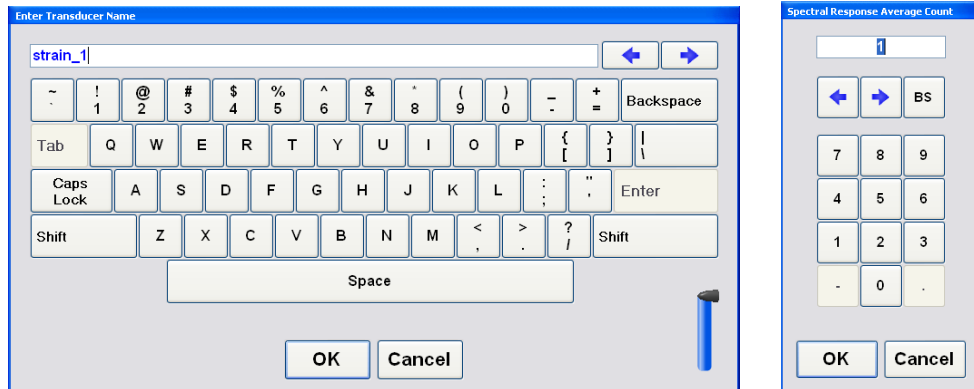 Enter Transducer Name
strain_1
~ ! @ # $ % ^ & * ( ) _ +
` 1 2 3 4 5 6 7 8 9 0 - = Backspace
Tab Q W E R T Y U I O P { [ } ] | \
Caps Lock A S D F G H J K L : ; " ' Enter
Shift Z X C V B N M < , > . ? / Shift
Space
OK Cancel
Spectral Response Average Count
1
BS
7 8 9
4 5 6
1 2 3
- 0 .
OK Cancel